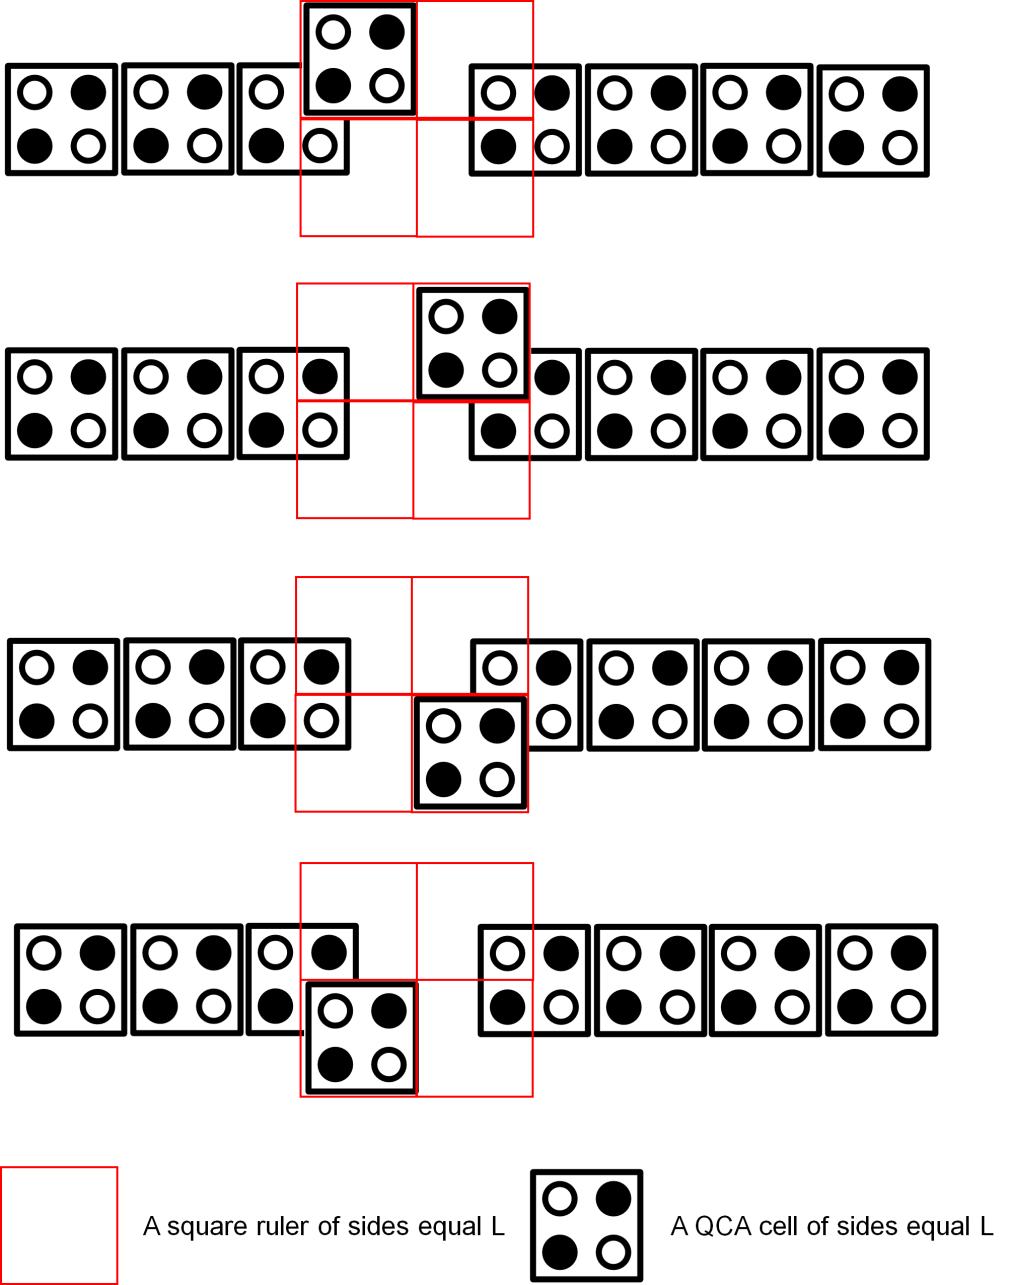 A square ruler of sides equal L
A QCA cell of sides equal L